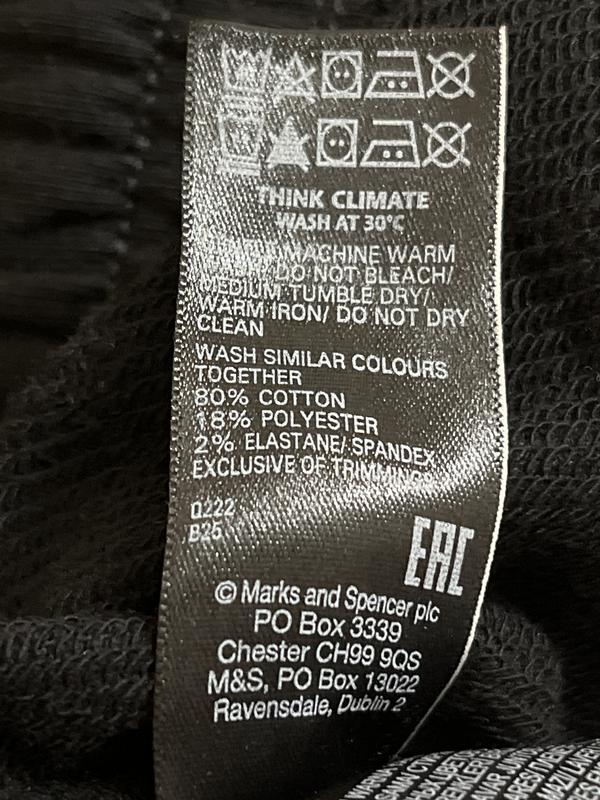 THINK CLIMATE
WASH AT 30°C
MACHINE WARM
DO NOT BLEACH/
MEDIUM TUMBLE DRY/
WARM IRON/ DO NOT DRY
CLEAN
WASH SIMILAR COLOURS
TOGETHER
80% COTTON
18% POLYESTER
2% ELASTANE/ SPANDEX
EXCLUSIVE OF TRIMMINGS
0222
B25
EAC
© Marks and Spencer plc
PO Box 3339
Chester CH99 9QS
M&S, PO Box 13022
Ravensdale, Dublin 2